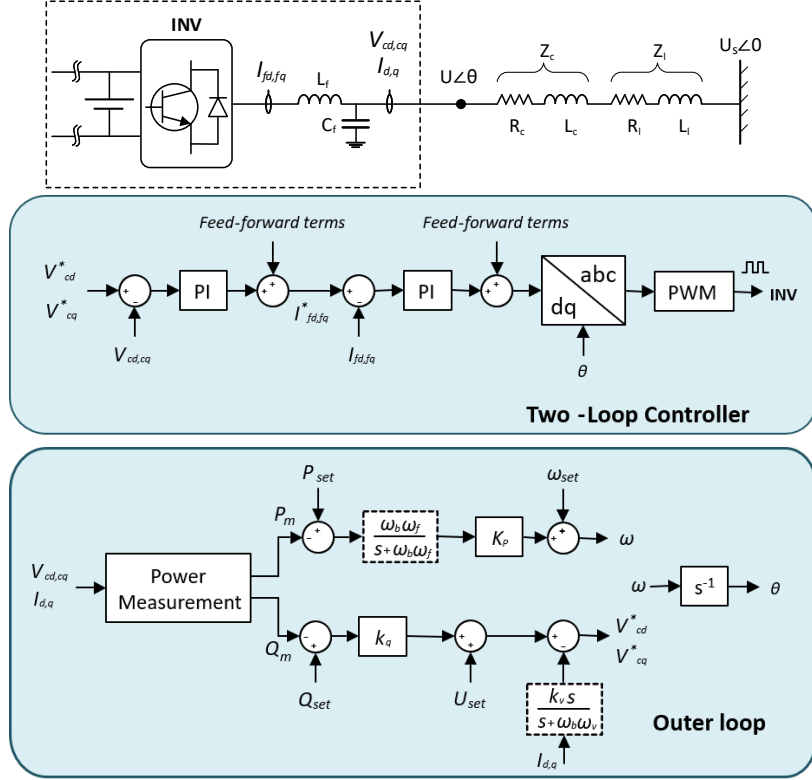 INV
V_cd,cq
I_d,q
I_fd,fq
L_f
C_f
U∠θ
Z_c
Z_l
U_s∠0
R_c
L_c
R_l
L_l
Feed-forward terms
Feed-forward terms
V*_cd
V*_cq
+
−
PI
+
+
I*_fd,fq
+
−
PI
+
+
abc
dq
PWM
INV
V_cd,cq
I_fd,fq
θ
Two -Loop Controller
P_set
ω_set
P_m
-
+
ω_b ω_f
s+ω_b ω_f
K_P
+
+
ω
V_cd,cq
I_d,q
Power
Measurement
ω
s⁻¹
θ
Q_m
-
+
k_q
+
+
+
−
V*_cd
V*_cq
Q_set
U_set
k_v s
s+ω_b ω_v
I_d,q
Outer loop